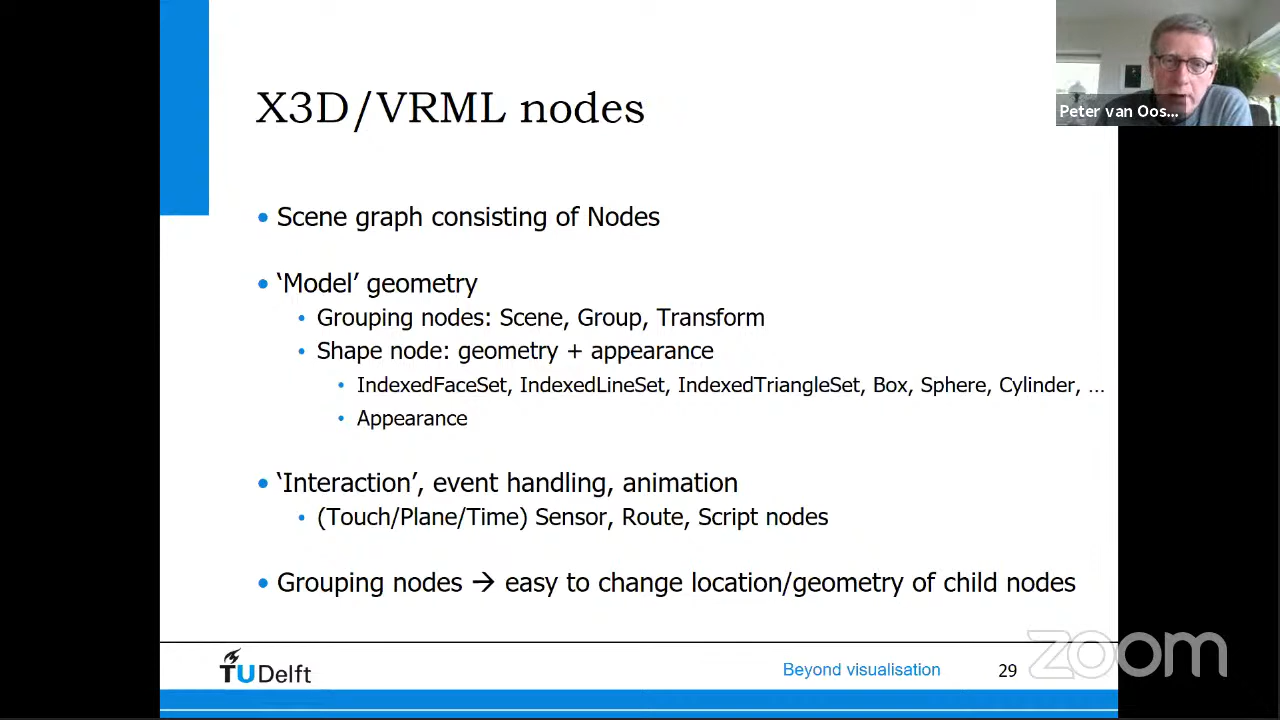 X3D/VRML nodes
Peter van Oos...
• Scene graph consisting of Nodes
• ‘Model’ geometry
• Grouping nodes: Scene, Group, Transform
• Shape node: geometry + appearance
• IndexedFaceSet, IndexedLineSet, IndexedTriangleSet, Box, Sphere, Cylinder, ...
• Appearance
• ‘Interaction’, event handling, animation
• (Touch/Plane/Time) Sensor, Route, Script nodes
• Grouping nodes → easy to change location/geometry of child nodes
TUDelft
Beyond visualisation
29
zoom